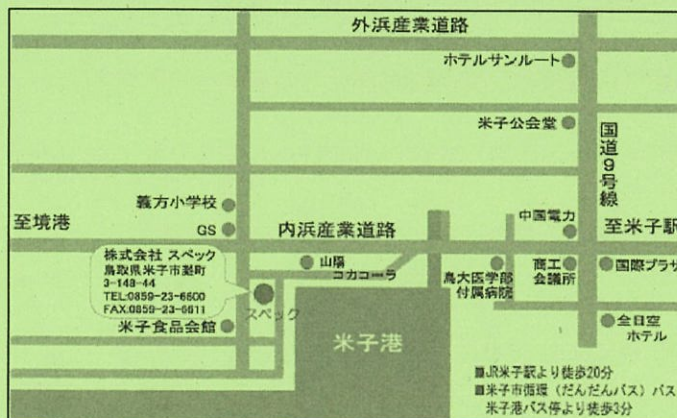 外浜産業道路
ホテルサンルート
米子公会堂
国道9号線
義方小学校
至境港
GS
内浜産業道路
中国電力
至米子駅
株式会社 スペック
鳥取県米子市灘町
3-148-44
TEL:0859-23-6600
FAX:0859-23-6611
山陽
コカコーラ
鳥大医学部
付属病院
商工
会議所
国際プラザ
スペック
米子食品会館
米子港
全日空
ホテル
■JR米子駅より徒歩20分
■米子市循環（だんだんバス）バス
米子港バス停より徒歩3分